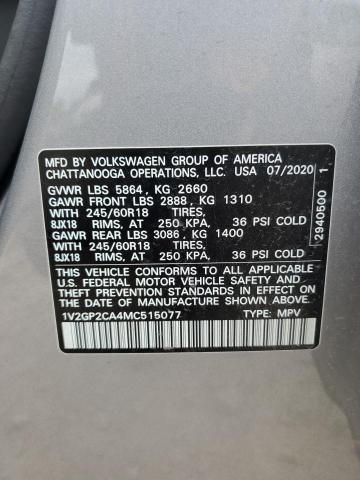 MFD BY VOLKSWAGEN GROUP OF AMERICA
CHATTANOOGA OPERATIONS, LLC. USA 07/2020
GVWR LBS 5864, KG 2660
GAWR FRONT LBS 2888, KG 1310
WITH 245/60R18 TIRES,
8JX18 RIMS, AT 250 KPA, 36 PSI COLD
GAWR REAR LBS 3086, KG 1400
WITH 245/60R18 TIRES,
8JX18 RIMS, AT 250 KPA, 36 PSI COLD
THIS VEHICLE CONFORMS TO ALL APPLICABLE
U.S. FEDERAL MOTOR VEHICLE SAFETY AND
THEFT PREVENTION STANDARDS IN EFFECT ON
THE DATE OF MANUFACTURE SHOWN ABOVE.
1V2GP2CA4MC515077 TYPE: MPV
2940500 1